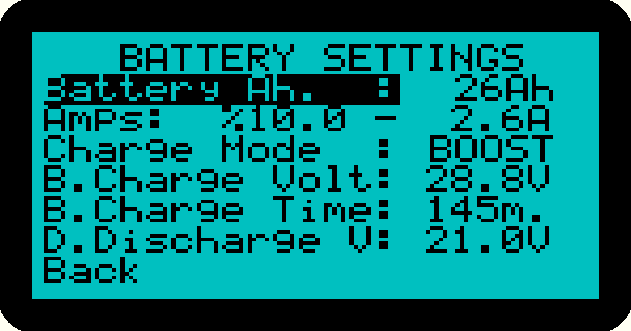 BATTERY SETTINGS
Battery Ah. : 26Ah
Amps: %10.0 - 2.6A
Charge Mode : BOOST
B.Charge Volt: 28.8V
B.Charge Time: 145m.
D.Discharge V: 21.0V
Back